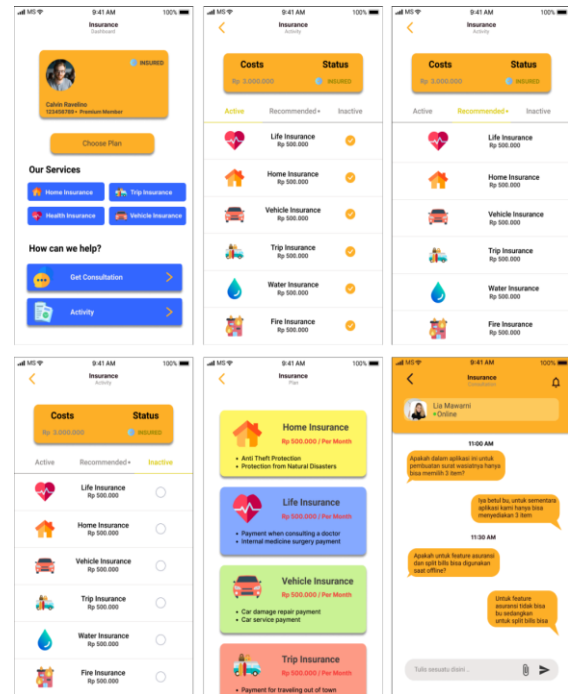 MS 9:41 AM 100%
Insurance
Dashboard
INSURED
Calvin Ravelino
123456789 • Premium Member
Choose Plan
Our Services
Home Insurance
Trip Insurance
Health Insurance
Vehicle Insurance
How can we help?
Get Consultation
Activity
MS 9:41 AM 100%
Insurance
Activity
Costs Status
Rp. 3.000.000 INSURED
Active Recommended Inactive
Life Insurance
Rp 500.000
Home Insurance
Rp 500.000
Vehicle Insurance
Rp 500.000
Trip Insurance
Rp 500.000
Water Insurance
Rp 500.000
Fire Insurance
Rp 500.000
MS 9:41 AM 100%
Insurance
Activity
Costs Status
Rp. 3.000.000 INSURED
Active Recommended Inactive
Life Insurance
Rp 500.000
Home Insurance
Rp 500.000
Vehicle Insurance
Rp 500.000
Trip Insurance
Rp 500.000
Water Insurance
Rp 500.000
Fire Insurance
Rp 500.000
MS 9:41 AM 100%
Insurance
Activity
Costs Status
Rp. 3.000.000 INSURED
Active Recommended Inactive
Life Insurance
Rp 500.000
Home Insurance
Rp 500.000
Vehicle Insurance
Rp 500.000
Trip Insurance
Rp 500.000
Water Insurance
Rp 500.000
Fire Insurance
Rp 500.000
MS 9:41 AM 100%
Insurance
Plan
Home Insurance
Rp 500.000 / Per Month
• Anti Theft Protection
• Protection from Natural Disasters
Life Insurance
Rp 500.000 / Per Month
• Payment when consulting a doctor
• Internal medicine surgery payment
Vehicle Insurance
Rp 500.000 / Per Month
• Car damage repair payment
• Car service payment
Trip Insurance
Rp 500.000 / Per Month
• Payment for traveling out of town
MS 9:41 AM 100%
Insurance
Consultation
Lia Mawarni
Online
11:00 AM
Apakah dalam aplikasi ini untuk
pembuatan surat wasiatnya hanya
bisa memilih 3 item?
Iya betul bu, untuk sementara
aplikasi kami hanya bisa
menyediakan 3 item
11:30 AM
Apakah untuk feature asuransi
dan split bills bisa digunakan
saat offline?
Untuk feature
asuransi tidak bisa
bu sedangkan
untuk split bills bisa
Tulis sesuatu disini ..